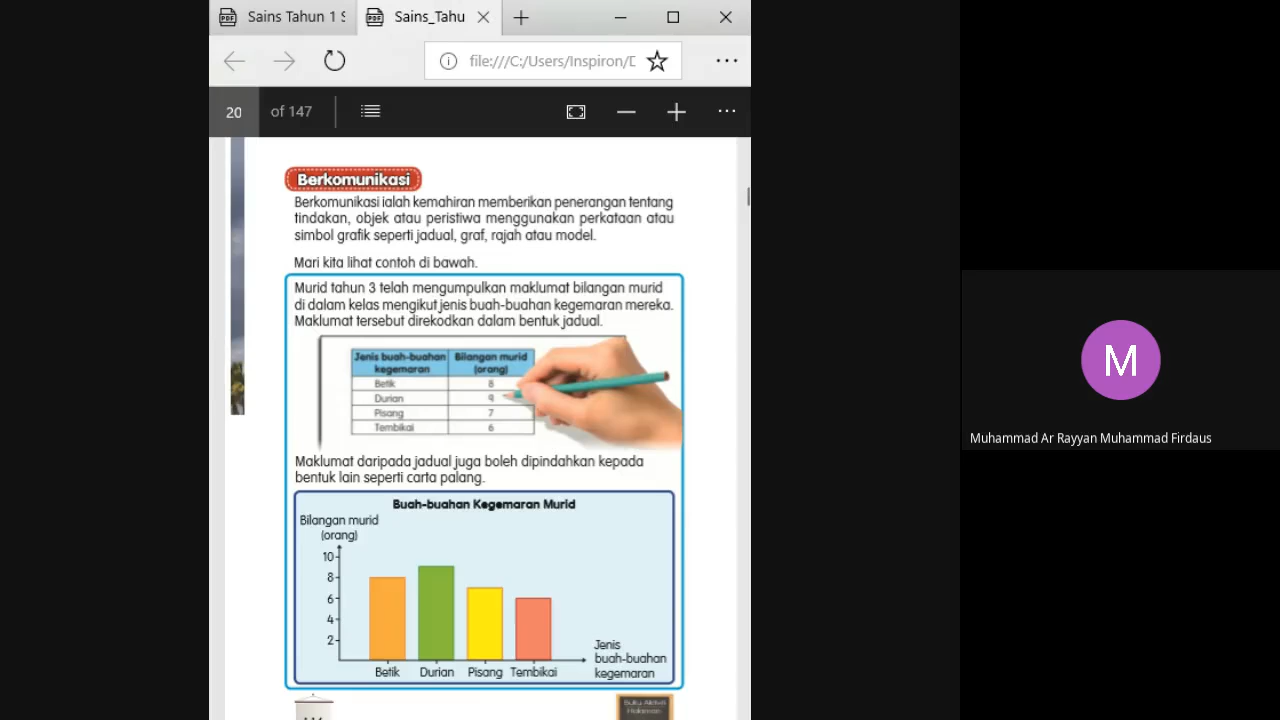 Sains Tahun 1 S
Sains_Tahu
file:///C:/Users/Inspiron/D
20 of 147
Berkomunikasi
Berkomunikasi ialah kemahiran memberikan penerangan tentang
tindakan, objek atau peristiwa menggunakan perkataan atau
simbol grafik seperti jadual, graf, rajah atau model.
Mari kita lihat contoh di bawah.
Murid tahun 3 telah mengumpulkan maklumat bilangan murid
di dalam kelas mengikut jenis buah-buahan kegemaran mereka.
Maklumat tersebut direkodkan dalam bentuk jadual.
Jenis buah-buahan kegemaran
Bilangan murid (orang)
Betik 8
Durian 9
Pisang 7
Tembikai 6
Maklumat daripada jadual juga boleh dipindahkan kepada
bentuk lain seperti carta palang.
Buah-buahan Kegemaran Murid
Bilangan murid
(orang)
10
8
6
4
2
Betik Durian Pisang Tembikai
Jenis
buah-buahan
kegemaran
Buku Aktiviti
Halaman
M
Muhammad Ar Rayyan Muhammad Firdaus